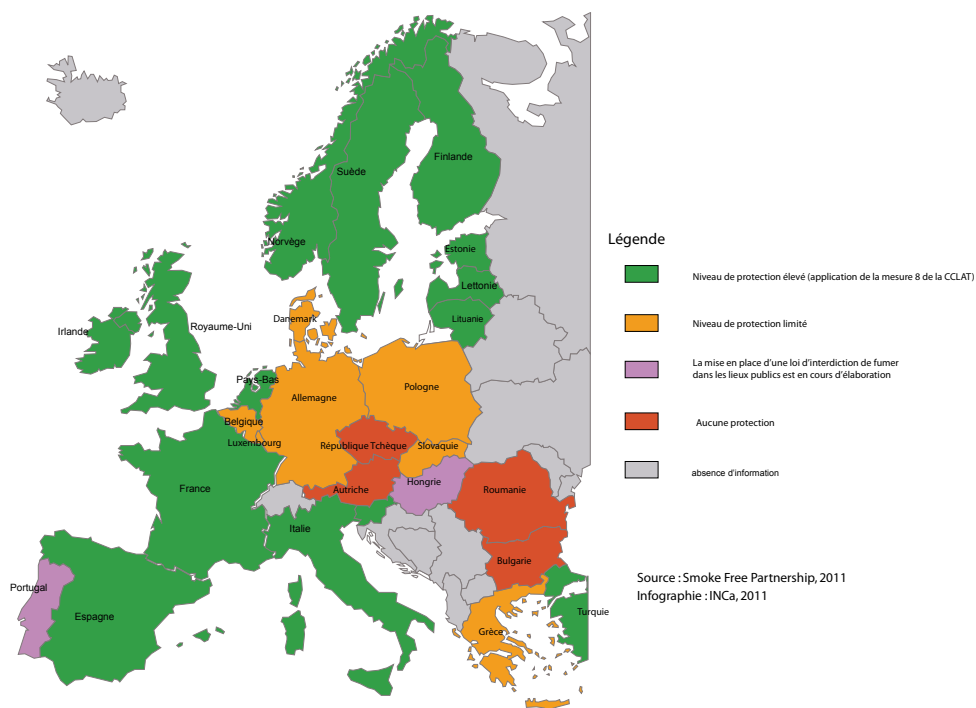 Finlande
Suède
Norvège
Estonie
Lettonie
Lituanie
Irlande
Royaume-Uni
Danemark
Pays-Bas
Allemagne
Pologne
Belgique
Luxembourg
République Tchèque
Slovaquie
France
Autriche
Hongrie
Roumanie
Italie
Bulgarie
Portugal
Espagne
Grèce
Turquie
Légende
Niveau de protection élevé (application de la mesure 8 de la CCLAT)
Niveau de protection limité
La mise en place d'une loi d'interdiction de fumer
dans les lieux publics est en cours d'élaboration
Aucune protection
absence d'information
Source : Smoke Free Partnership, 2011
Infographie : INCa, 2011